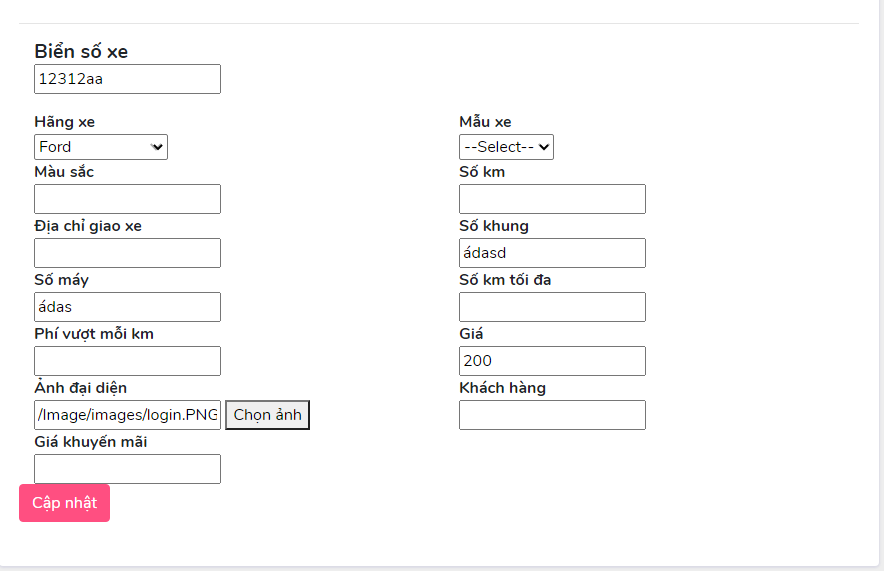 Biển số xe
12312aa
Hãng xe
Mẫu xe
Ford
--Select--
Màu sắc
Số km
Địa chỉ giao xe
Số khung
ádasd
Số máy
Số km tối đa
ádas
Phí vượt mỗi km
Giá
200
Ảnh đại diện
Khách hàng
/Image/images/login.PNG
Chọn ảnh
Giá khuyến mãi
Cập nhật